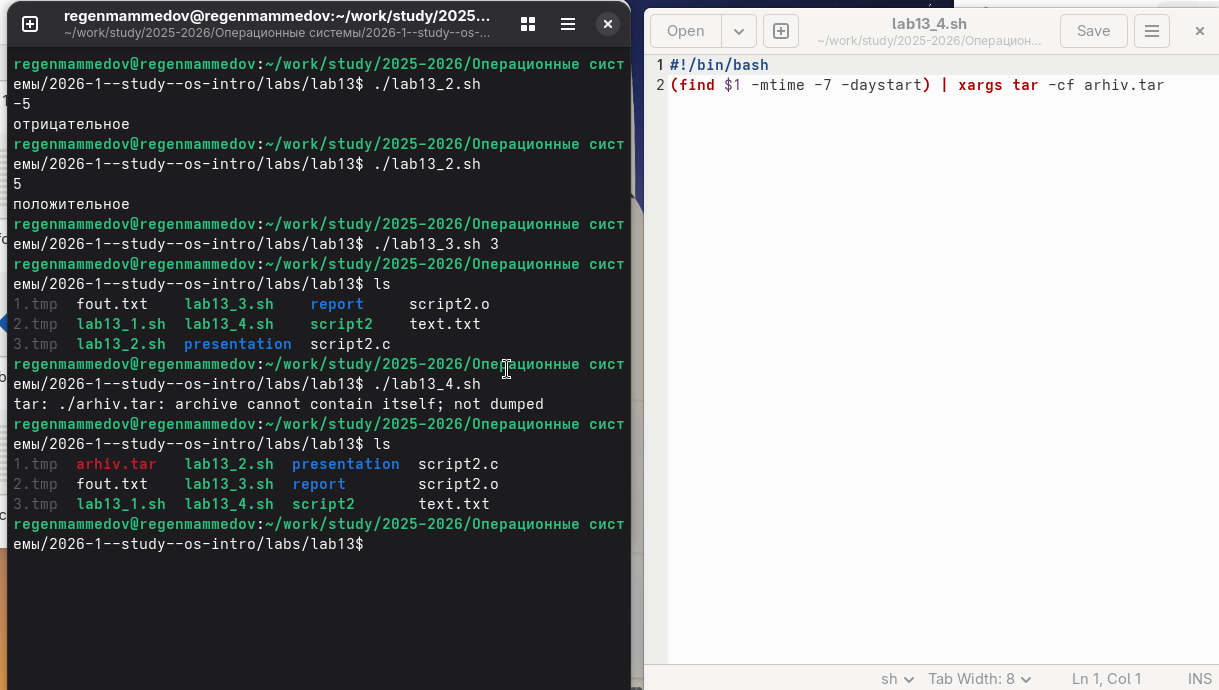 regenmammedov@regenmammedov:~/work/study/2025...
~/work/study/2025-2026/Операционные системы/2026-1--study--os-...
regenmammedov@regenmammedov:~/work/study/2025-2026/Операционные сист
емы/2026-1--study--os-intro/labs/lab13$ ./lab13_2.sh
-5
отрицательное
regenmammedov@regenmammedov:~/work/study/2025-2026/Операционные сист
емы/2026-1--study--os-intro/labs/lab13$ ./lab13_2.sh
5
положительное
regenmammedov@regenmammedov:~/work/study/2025-2026/Операционные сист
емы/2026-1--study--os-intro/labs/lab13$ ./lab13_3.sh 3
regenmammedov@regenmammedov:~/work/study/2025-2026/Операционные сист
емы/2026-1--study--os-intro/labs/lab13$ ls
1.tmp fout.txt lab13_3.sh report script2.o
2.tmp lab13_1.sh lab13_4.sh script2 text.txt
3.tmp lab13_2.sh presentation script2.c
regenmammedov@regenmammedov:~/work/study/2025-2026/Операционные сист
емы/2026-1--study--os-intro/labs/lab13$ ./lab13_4.sh
tar: ./arhiv.tar: archive cannot contain itself; not dumped
regenmammedov@regenmammedov:~/work/study/2025-2026/Операционные сист
емы/2026-1--study--os-intro/labs/lab13$ ls
1.tmp arhiv.tar lab13_2.sh presentation script2.c
2.tmp fout.txt lab13_3.sh report script2.o
3.tmp lab13_1.sh lab13_4.sh script2 text.txt
regenmammedov@regenmammedov:~/work/study/2025-2026/Операционные сист
емы/2026-1--study--os-intro/labs/lab13$
Open
lab13_4.sh
~/work/study/2025-2026/Операцион...
Save
1 #!/bin/bash
2 (find $1 -mtime -7 -daystart) | xargs tar -cf arhiv.tar
sh Tab Width: 8 Ln 1, Col 1 INS